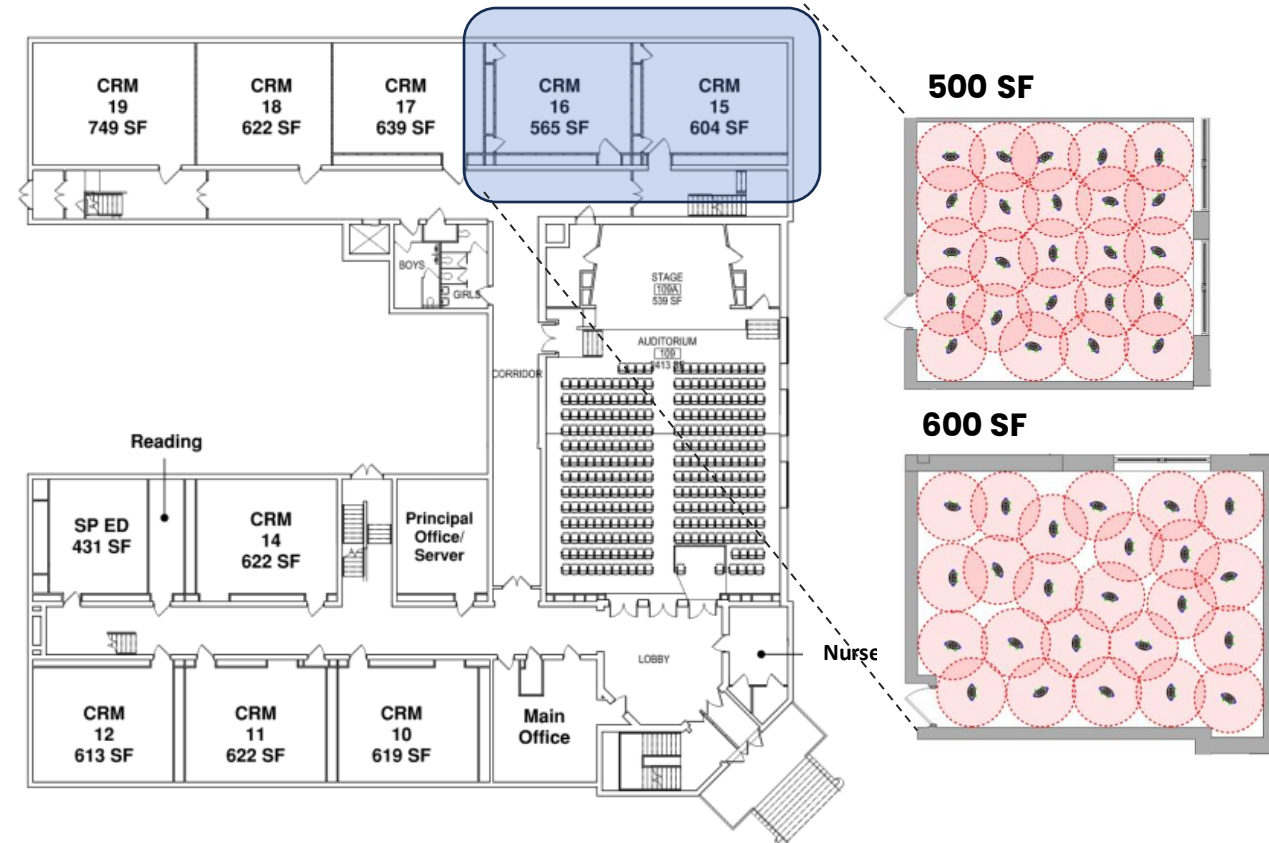 CRM
19
749 SF
CRM
18
622 SF
CRM
17
639 SF
CRM
16
565 SF
CRM
15
604 SF
500 SF
BOYS
GIRLS
STAGE
109A
539 SF
AUDITORIUM
109
CORRIDOR
600 SF
Reading
SP ED
431 SF
CRM
14
622 SF
Principal
Office/
Server
LOBBY
Nurse
CRM
12
613 SF
CRM
11
622 SF
CRM
10
619 SF
Main
Office